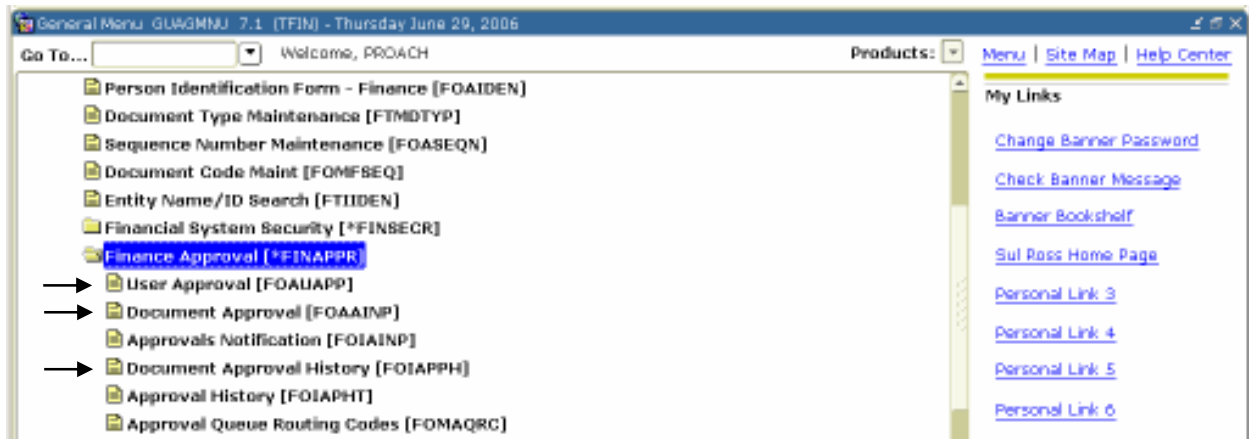 General Menu GUAGMNU 7.1 (TFIN) - Thursday June 29, 2006
Go To... Welcome, PROACH Products: Menu | Site Map | Help Center
Person Identification Form - Finance [FOAIDEN]
Document Type Maintenance [FTMDTYP]
Sequence Number Maintenance [FOASEQN]
Document Code Maint [FOMFSEQ]
Entity Name/ID Search [FTIIDEN]
Financial System Security [*FINSECR]
Finance Approval [*FINAPPR]
User Approval [FOAUAPP]
Document Approval [FOAAINP]
Approvals Notification [FOIAINP]
Document Approval History [FOIAPPH]
Approval History [FOIAPHT]
Approval Queue Routing Codes [FOMAQRC]
My Links
Change Banner Password
Check Banner Message
Banner Bookshelf
Sul Ross Home Page
Personal Link 3
Personal Link 4
Personal Link 5
Personal Link 6